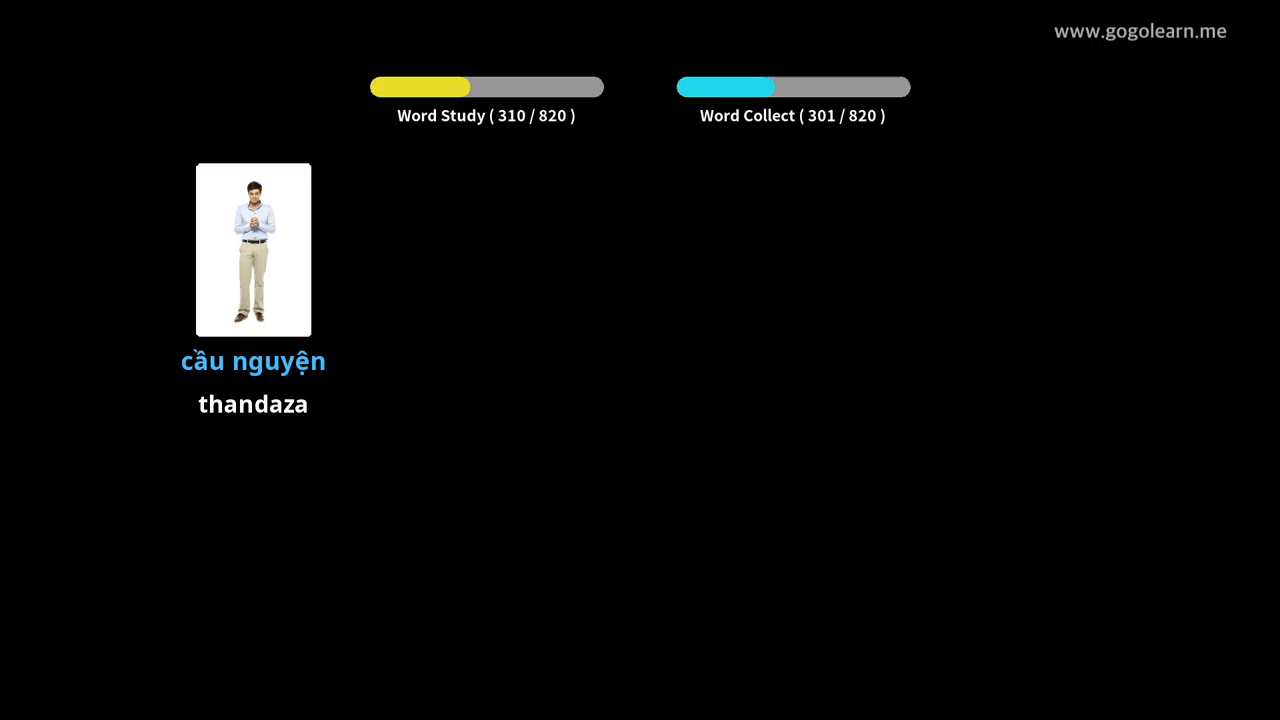 www.gogolearn.me
Word Study ( 310 / 820 )
Word Collect ( 301 / 820 )
cầu nguyện
thandaza